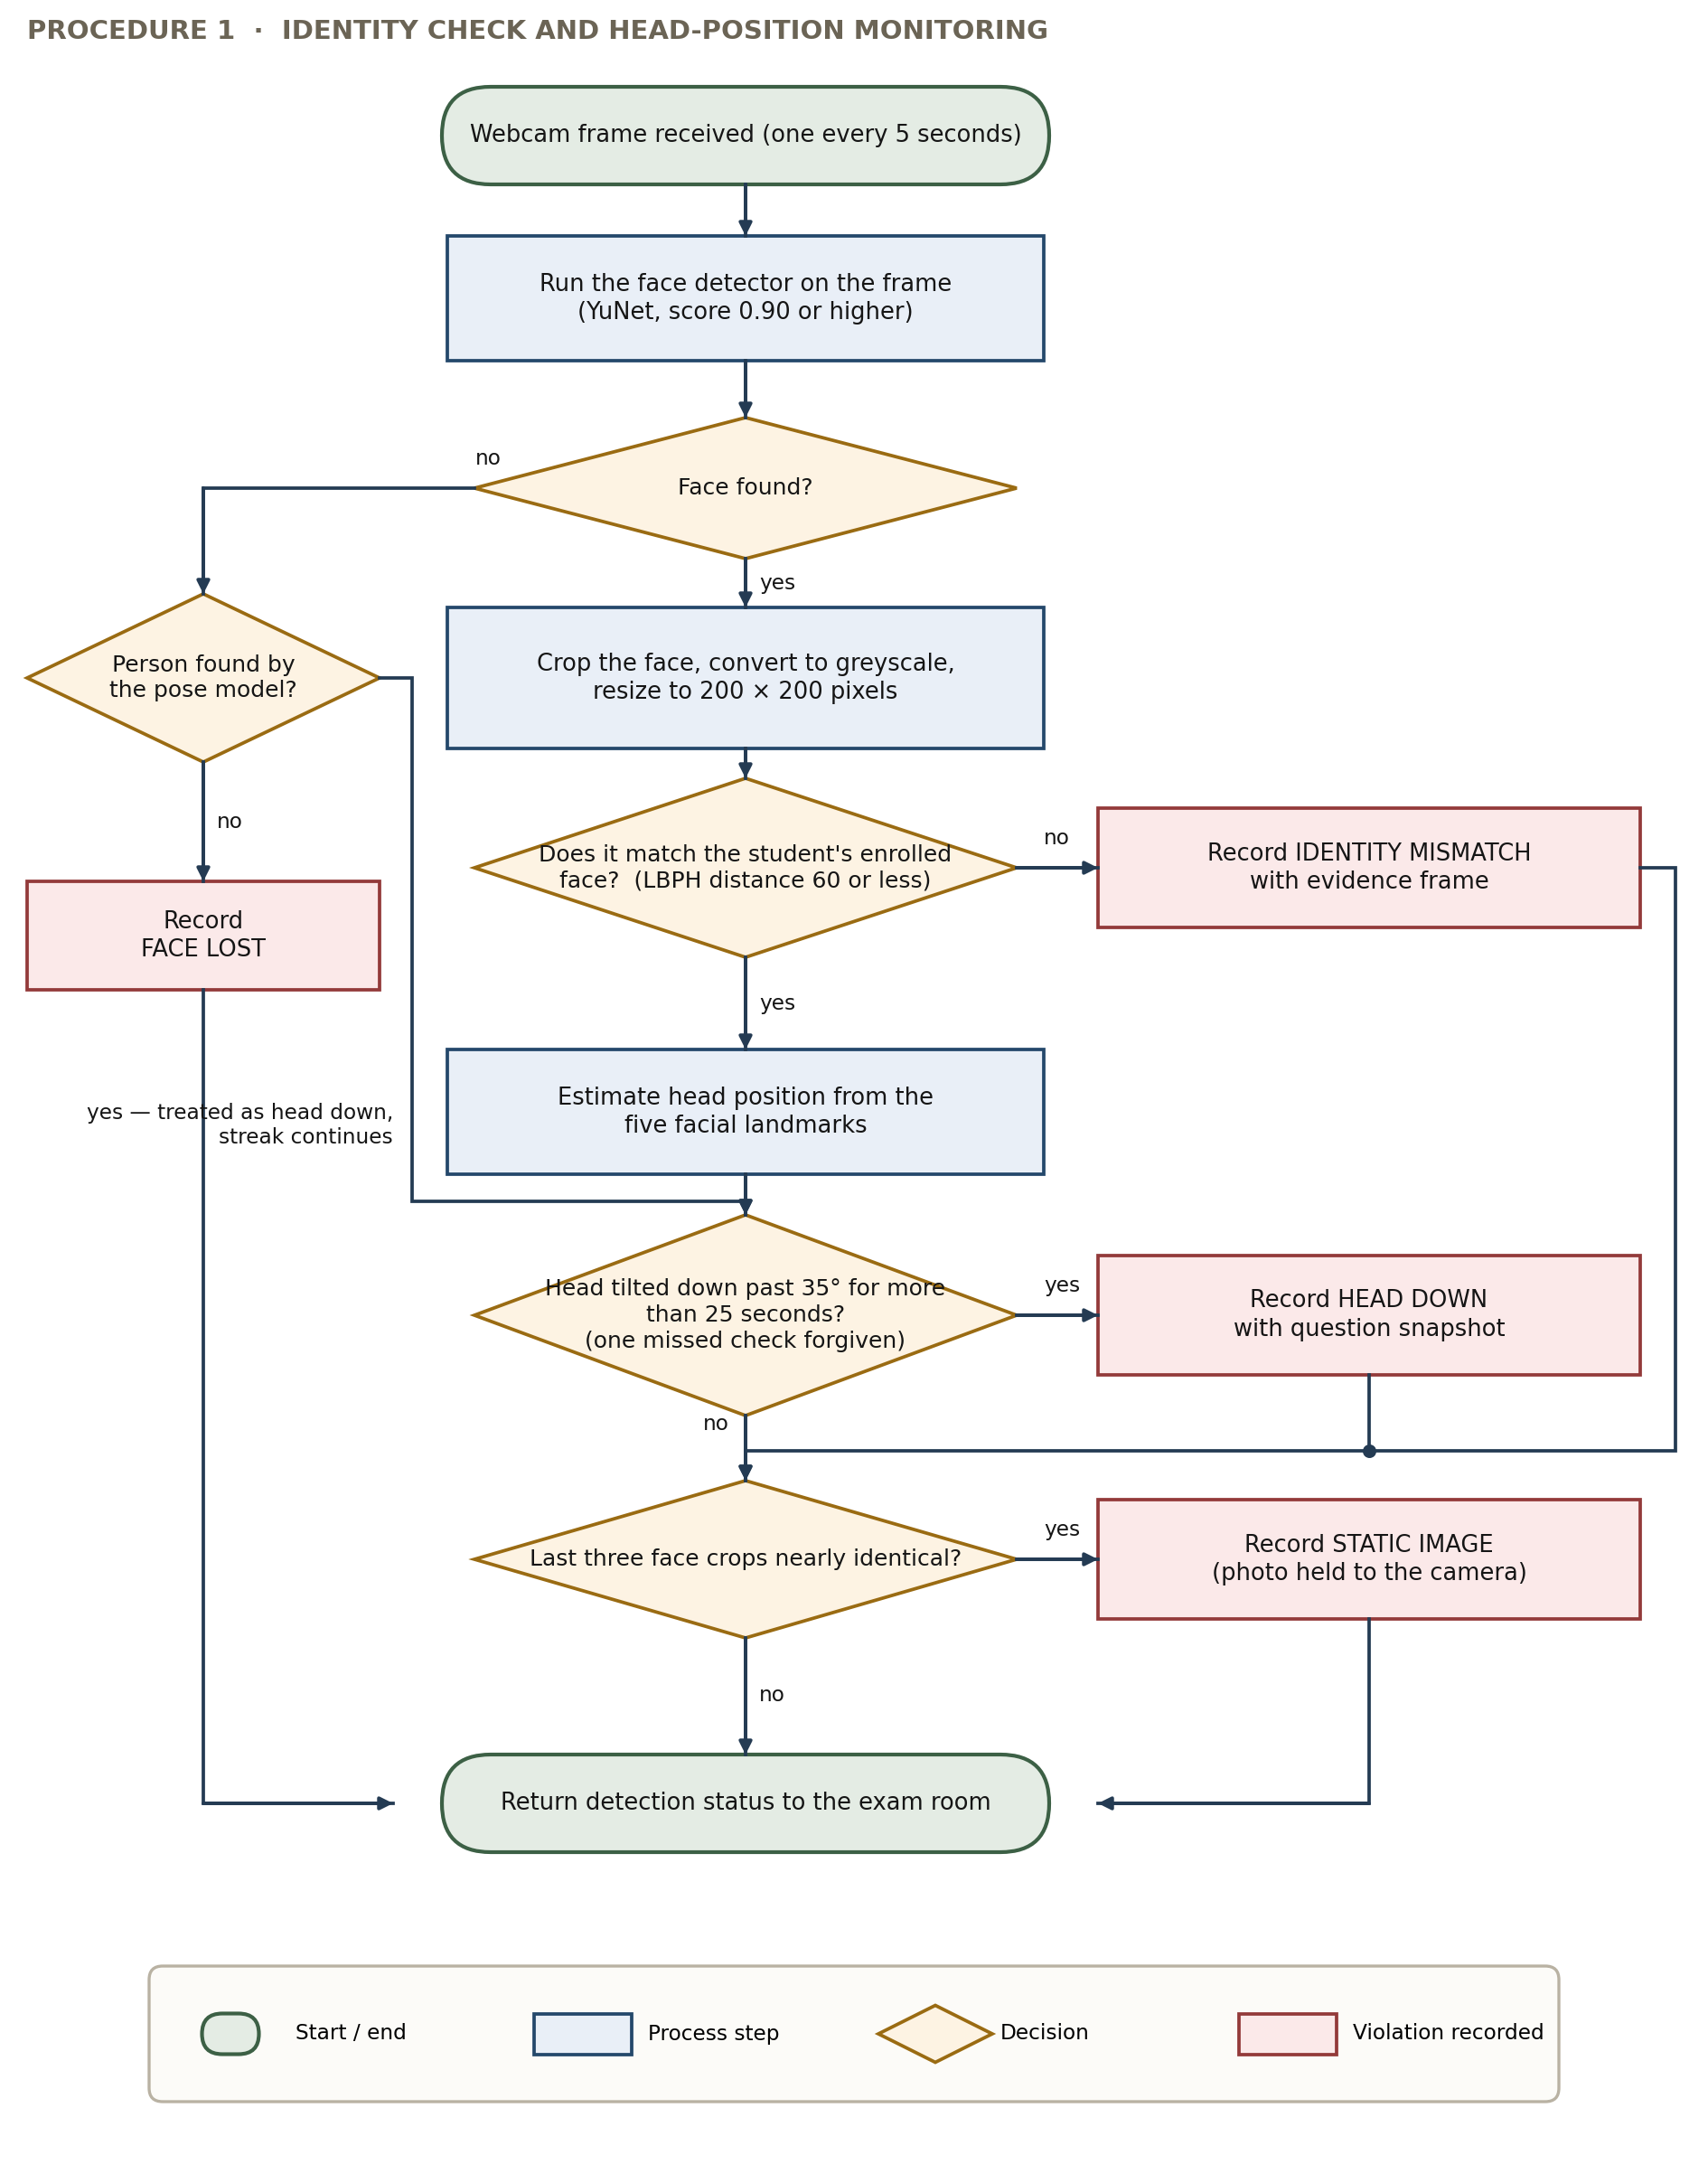 PROCEDURE 1 · IDENTITY CHECK AND HEAD-POSITION MONITORING
Webcam frame received (one every 5 seconds)
Run the face detector on the frame
(YuNet, score 0.90 or higher)
no
Face found?
yes
Person found by
the pose model?
Crop the face, convert to greyscale,
resize to 200 × 200 pixels
no
Does it match the student's enrolled
face? (LBPH distance 60 or less)
no
Record IDENTITY MISMATCH
with evidence frame
Record
FACE LOST
yes
yes — treated as head down,
streak continues
Estimate head position from the
five facial landmarks
Head tilted down past 35° for more
than 25 seconds?
(one missed check forgiven)
yes
Record HEAD DOWN
with question snapshot
no
Last three face crops nearly identical?
yes
Record STATIC IMAGE
(photo held to the camera)
no
Return detection status to the exam room
Start / end
Process step
Decision
Violation recorded